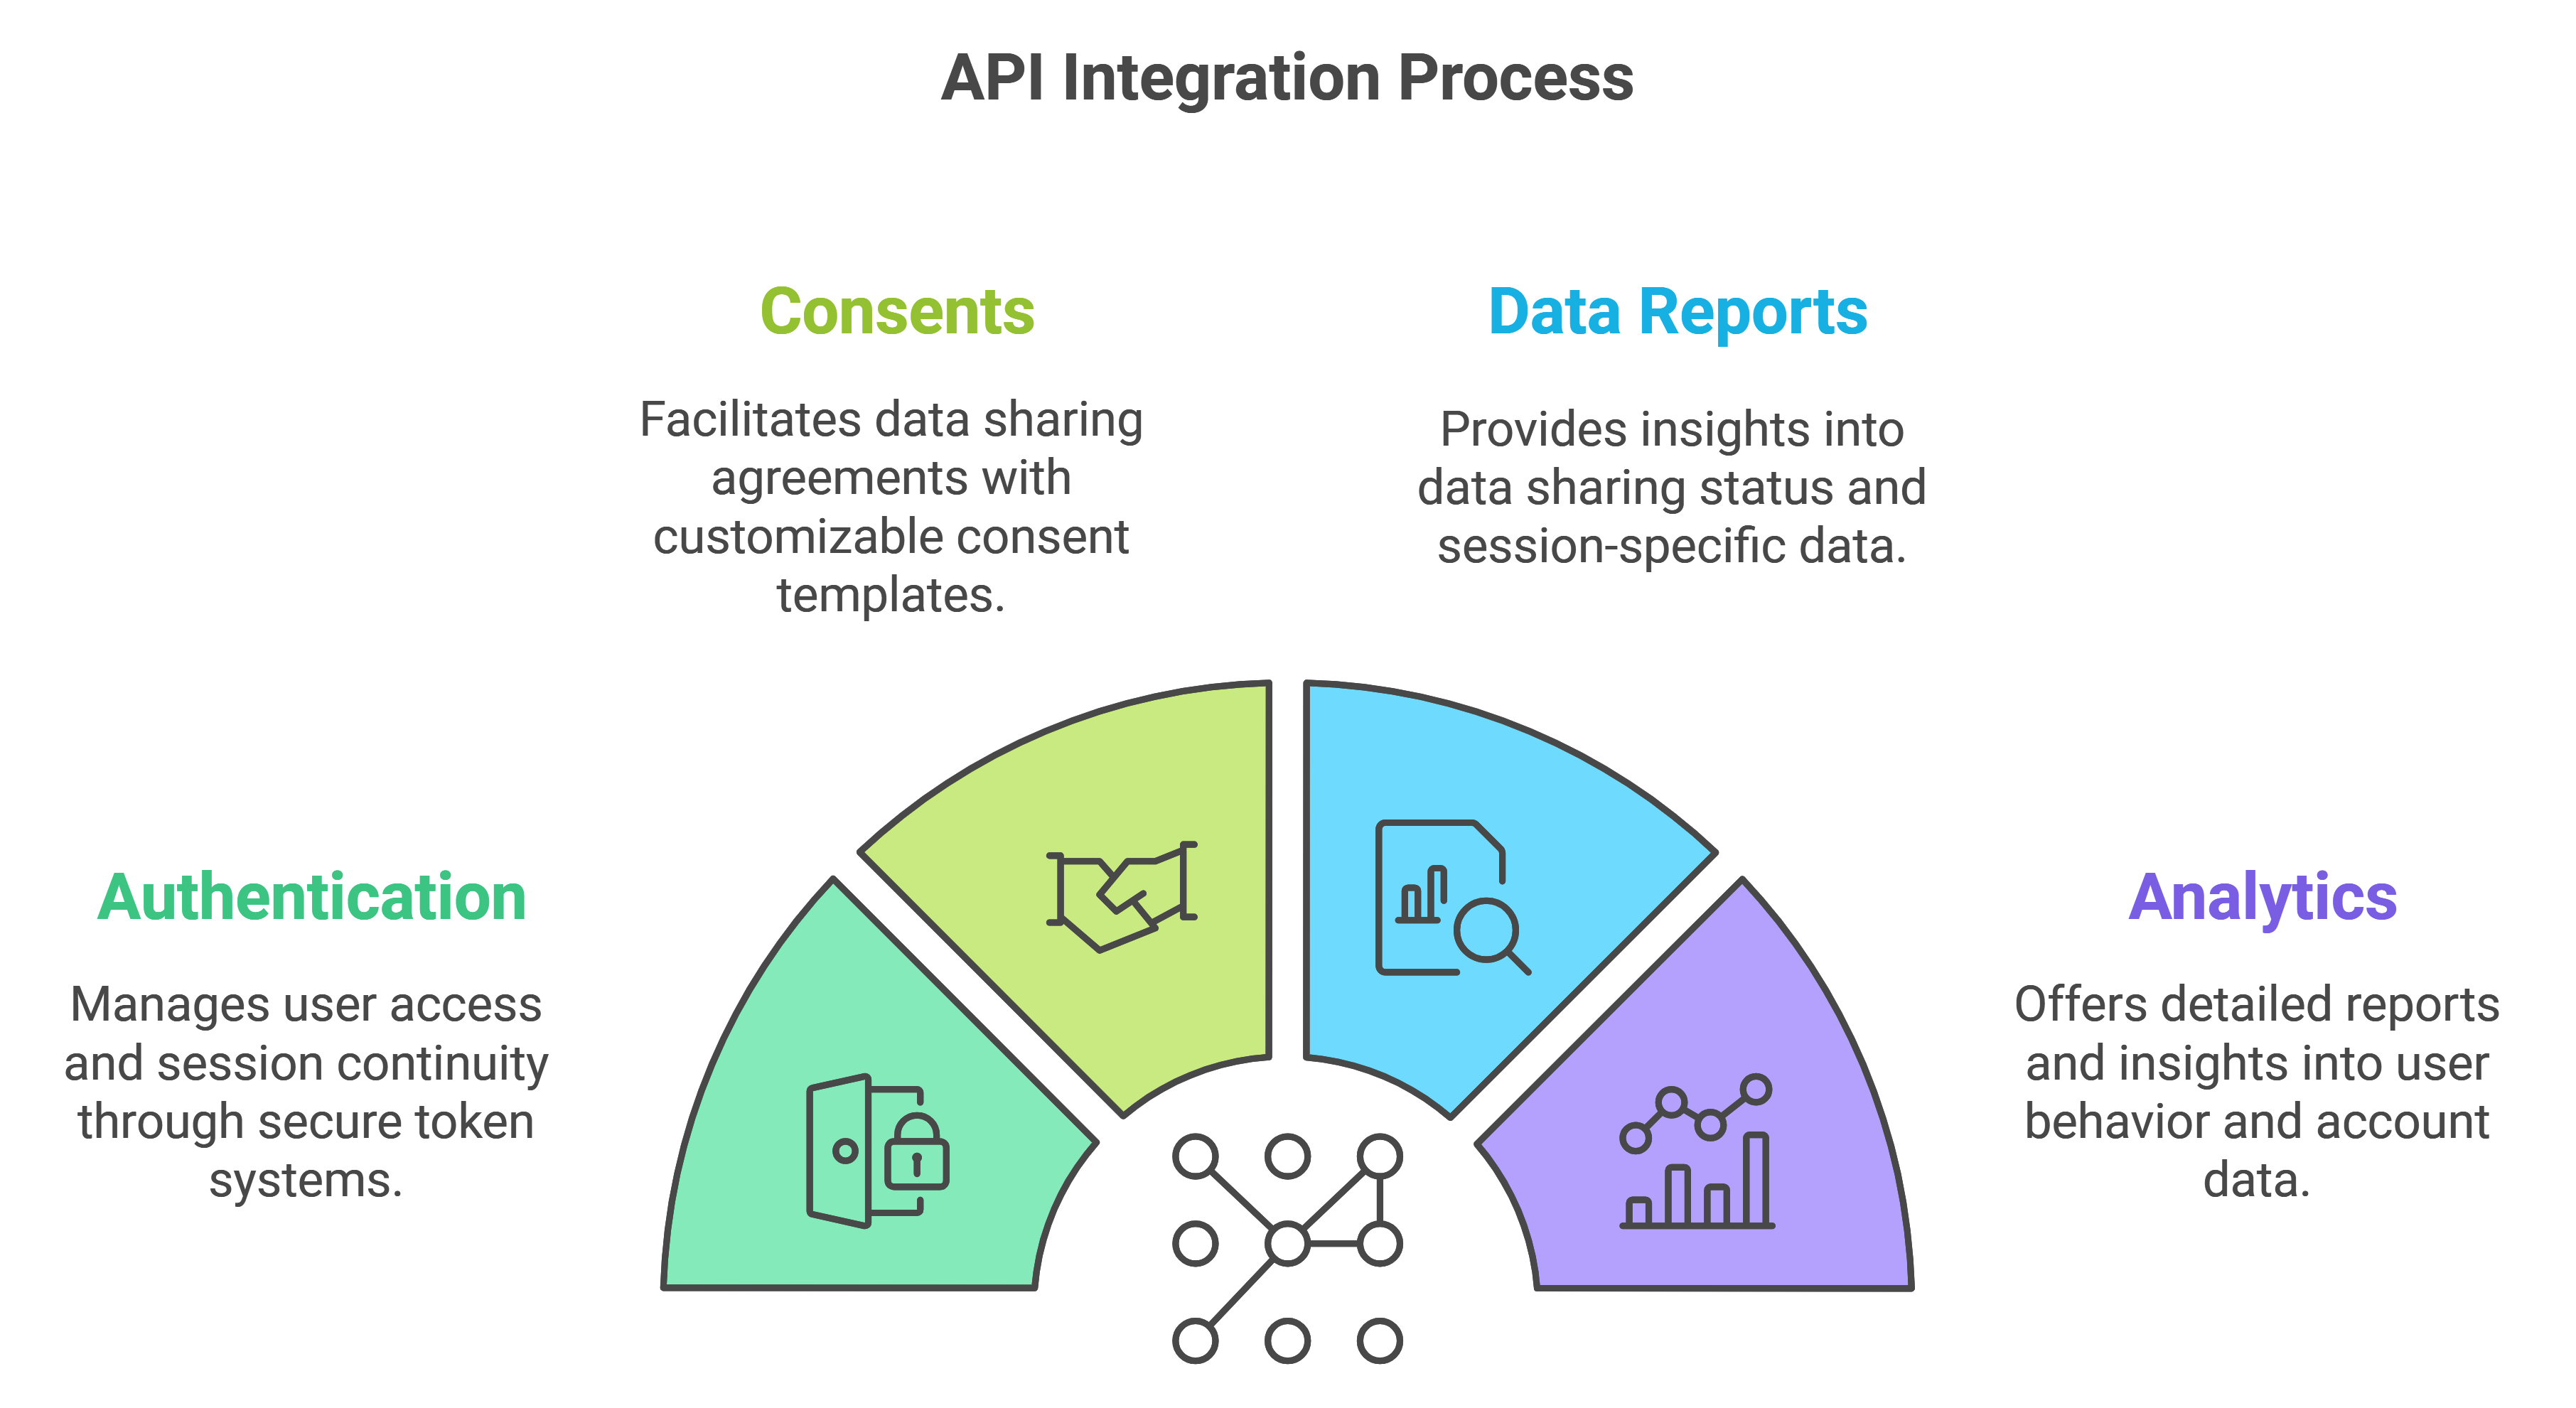 API Integration Process
Consents
Facilitates data sharing
agreements with
customizable consent
templates.
Data Reports
Provides insights into
data sharing status and
session-specific data.
Authentication
Manages user access
and session continuity
through secure token
systems.
Analytics
Offers detailed reports
and insights into user
behavior and account
data.